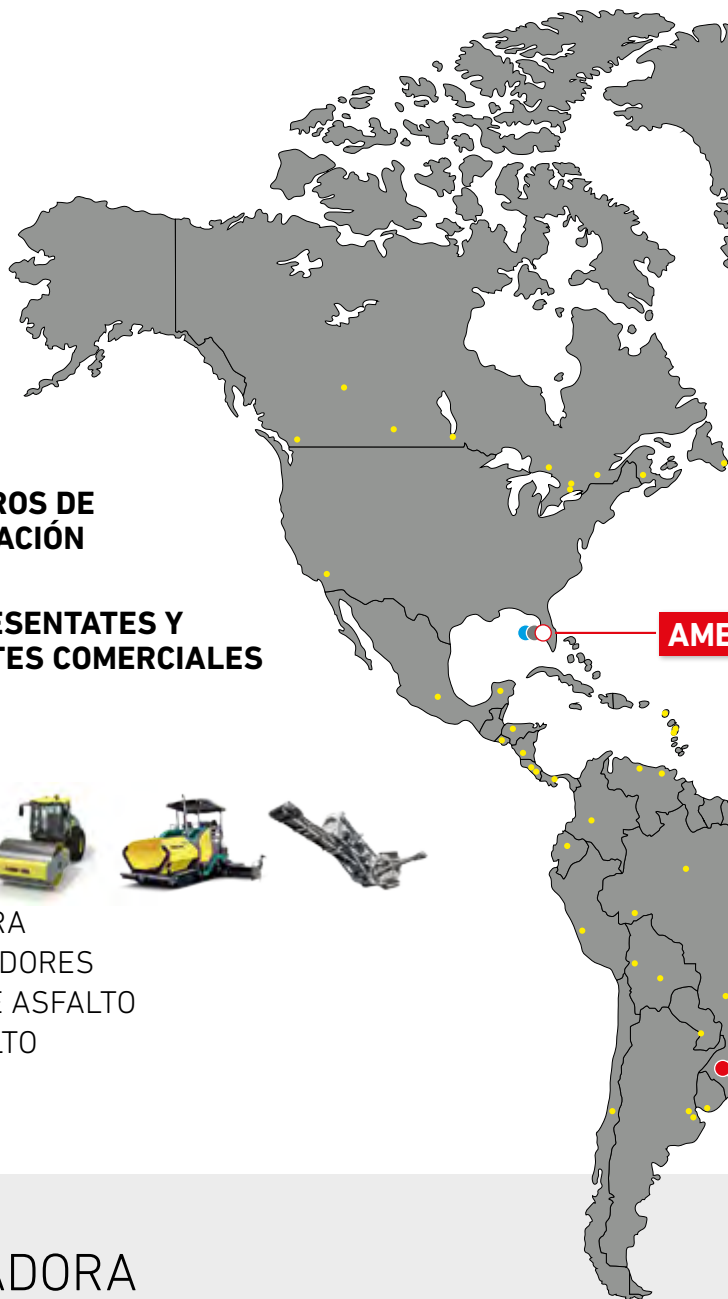 ROS DE
ACIÓN
ESENTATES Y
TES COMERCIALES
AME
RA
DORES
E ASFALTO
LTO
ADORA